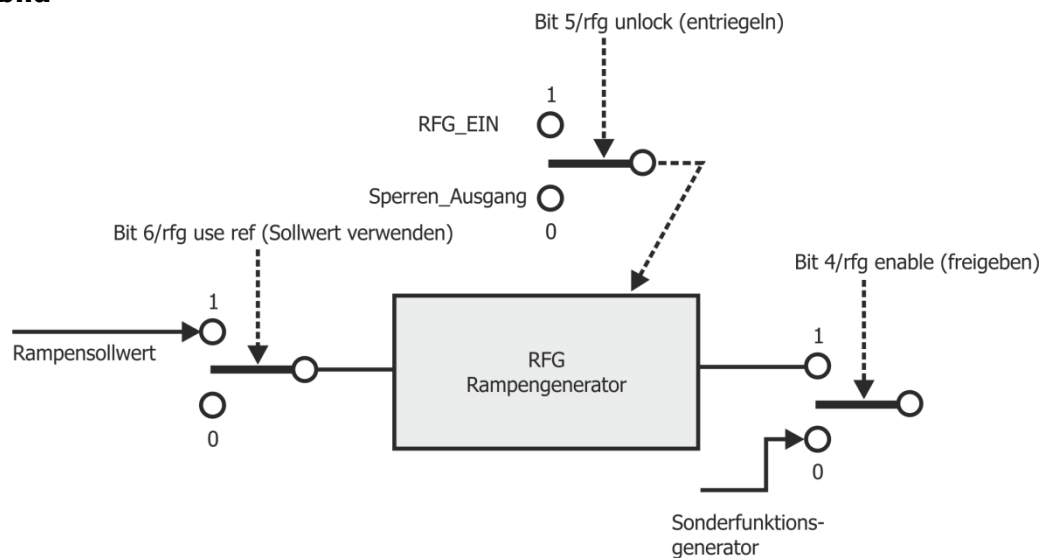 Bit 5/rfg unlock (entriegeln)
1
RFG_EIN
Sperren_Ausgang
0
Bit 6/rfg use ref (Sollwert verwenden)
Bit 4/rfg enable (freigeben)
1
Rampensollwert
0
RFG
Rampengenerator
1
0
Sonderfunktions-
generator